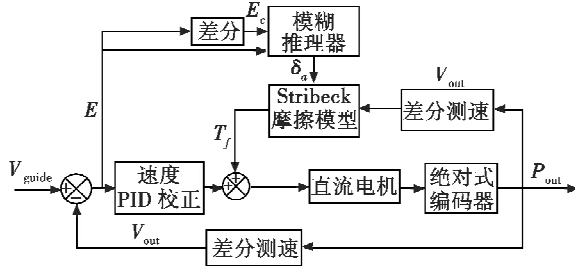 E_c
差分
模糊
推理器
δ_a
V_out
E
Stribeck
摩擦模型
差分测速
T_f
V_guide
+
−
速度
PID 校正
+
+
直流电机
绝对式
编码器
P_out
V_out
差分测速